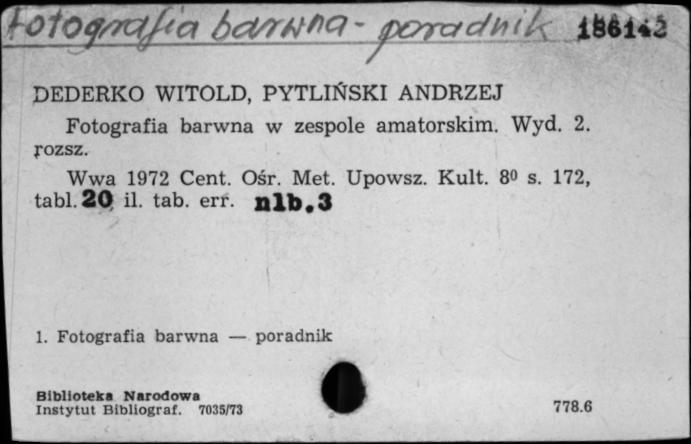 Fotografia barwna - poradnik
DEDERKO WITOLD, PYTLIŃSKI ANDRZEJ
Fotografia barwna w zespole amatorskim. Wyd. 2.
rozsz.
Wwa 1972 Cent. Ośr. Met. Upowsz. Kult. 8⁰ s. 172,
tabl. 20 il. tab. err. nlb. 3
1. Fotografia barwna — poradnik
Biblioteka Narodowa
Instytut Bibliograf. 7035/73
778.6